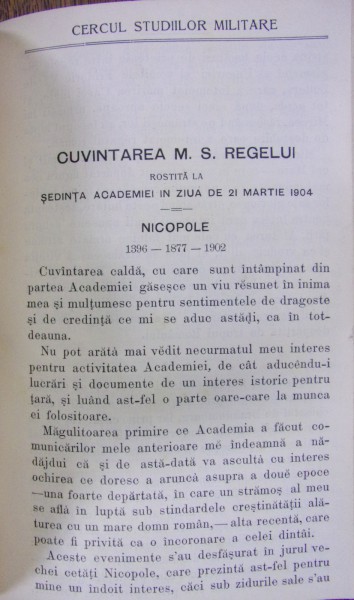 CERCUL STUDIILOR MILITARE
CUVINTAREA M. S. REGELUI
ROSTITĂ LA
ȘEDINȚA ACADEMIEI IN ZIUA DE 21 MARTIE 1904
NICOPOLE
1396 — 1877 — 1902
Cuvîntarea caldă, cu care sunt întâmpinat din
partea Academiei găsesce un viu résunet în inima
mea și mulțumesc pentru sentimentele de dragoste
și de credință ce mi se aduc astăḑi, ca în tot-
deauna.
Nu pot arătă mai vědit necurmatul meu interes
pentru activitatea Academiei, de cât aducéndu-i
lucrări și documente de un interes istoric pentru
țară, și luând ast-fel o parte oare-care la munca
ei folositoare.
Măgulitoarea primire ce Academia a făcut co-
municărilor mele anterioare mé îndeamnă a nă-
dăjdui că și de astă-dată va ascultă cu interes
ochirea ce doresc a aruncă asupra a doué epoce
—una foarte depărtată, în care un strămoș al meu
se află în luptă sub stindardele creștinătății ală-
turea cu un mare domn român,— alta recentă, care
poate fi privită ca o incoronare a celei dintâi.
Aceste evenimente s'au desfășurat în jurul ve-
chei cetăți Nicopole, care prezintă ast-fel pentru
mine un îndoit interes, căci sub zidurile sale s'au